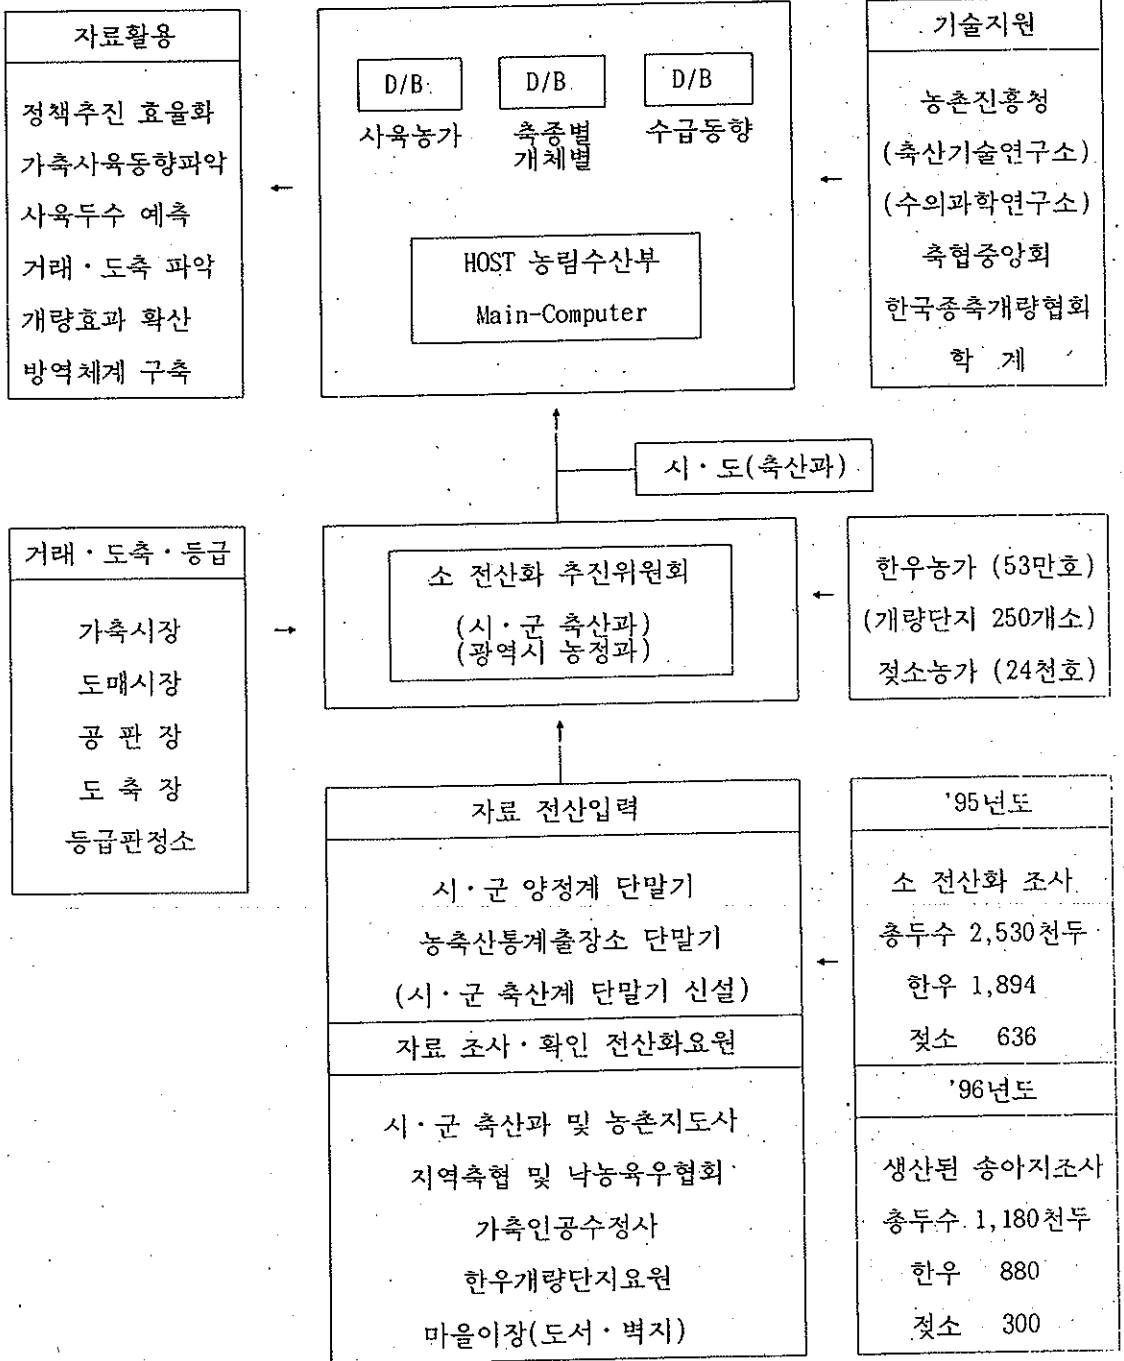 자료활용
정책추진 효율화
가축사육동향파악
사육두수 예측
거래·도축 파악
개량효과 확산
방역체계 구축
D/B
사육농가
D/B
축종별
개체별
D/B
수급동향
HOST 농림수산부
Main-Computer
기술지원
농촌진흥청
(축산기술연구소)
(수의과학연구소)
축협중앙회
한국종축개량협회
학 계
시·도(축산과)
거래·도축·등급
가축시장
도매시장
공 판 장
도 축 장
등급판정소
소 전산화 추진위원회
(시·군 축산과)
(광역시 농정과)
한우농가 (53만호)
(개량단지 250개소)
젖소농가 (24천호)
자료 전산입력
시·군 양정계 단말기
농축산통계출장소 단말기
(시·군 축산계 단말기 신설)
자료 조사·확인 전산화요원
시·군 축산과 및 농촌지도사
지역축협 및 낙농육우협회
가축인공수정사
한우개량단지요원
마을이장(도서·벽지)
'95년도
소 전산화 조사
총두수 2,530천두
한우 1,894
젖소 636
'96년도
생산된 송아지조사
총두수 1,180천두
한우 880
젖소 300